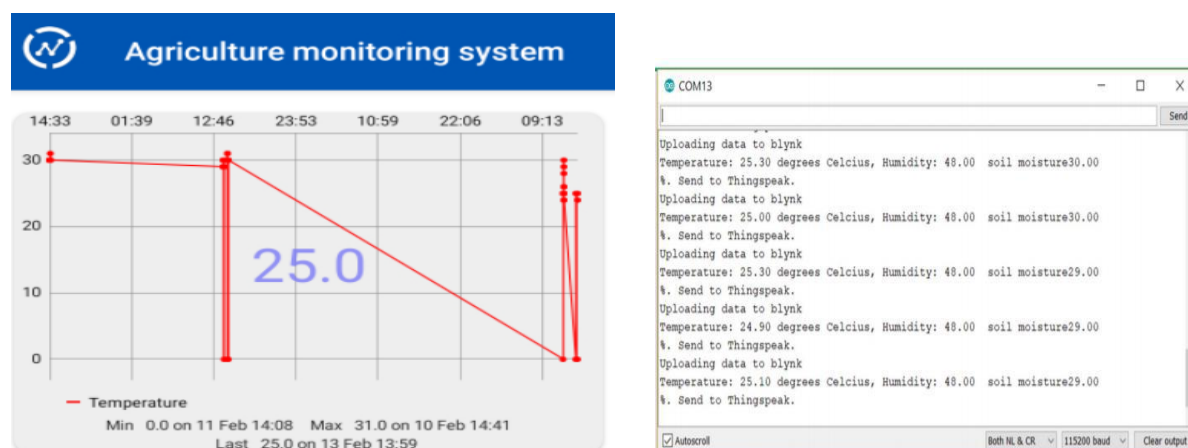 Agriculture monitoring system
14:33 01:39 12:46 23:53 10:59 22:06 09:13
30
20
25.0
10
0
Temperature
Min 0.0 on 11 Feb 14:08 Max 31.0 on 10 Feb 14:41
Last 25.0 on 13 Feb 13:59
COM13
Send
Uploading data to blynk
Temperature: 25.30 degrees Celcius, Humidity: 48.00 soil moisture30.00
%. Send to Thingspeak.
Uploading data to blynk
Temperature: 25.00 degrees Celcius, Humidity: 48.00 soil moisture30.00
%. Send to Thingspeak.
Uploading data to blynk
Temperature: 25.30 degrees Celcius, Humidity: 48.00 soil moisture29.00
%. Send to Thingspeak.
Uploading data to blynk
Temperature: 24.90 degrees Celcius, Humidity: 48.00 soil moisture29.00
%. Send to Thingspeak.
Uploading data to blynk
Temperature: 25.10 degrees Celcius, Humidity: 48.00 soil moisture29.00
%. Send to Thingspeak.
Autoscroll Both NL & CR 115200 baud Clear output